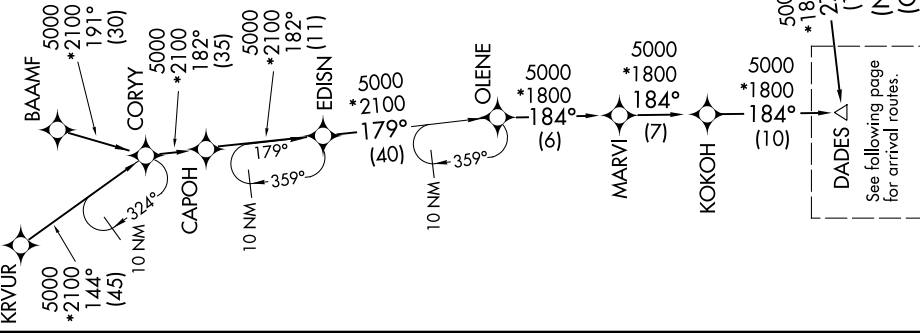 BAAMF
5000
*2100
191°
(30)
CORYY
5000
*2100
182°
(35)
5000
*2100
182°
(11)
EDISN
5000
*2100
179°
(40)
OLENE
5000
*1800
184°
(6)
5000
*1800
184°
(7)
5000
*1800
184°
(10)
KRVUR
5000
*2100
144°
(45)
324°
10 NM
CAPOH
179°
359°
10 NM
359°
10 NM
MARVI
KOKOH
DADES
See following page
for arrival routes.